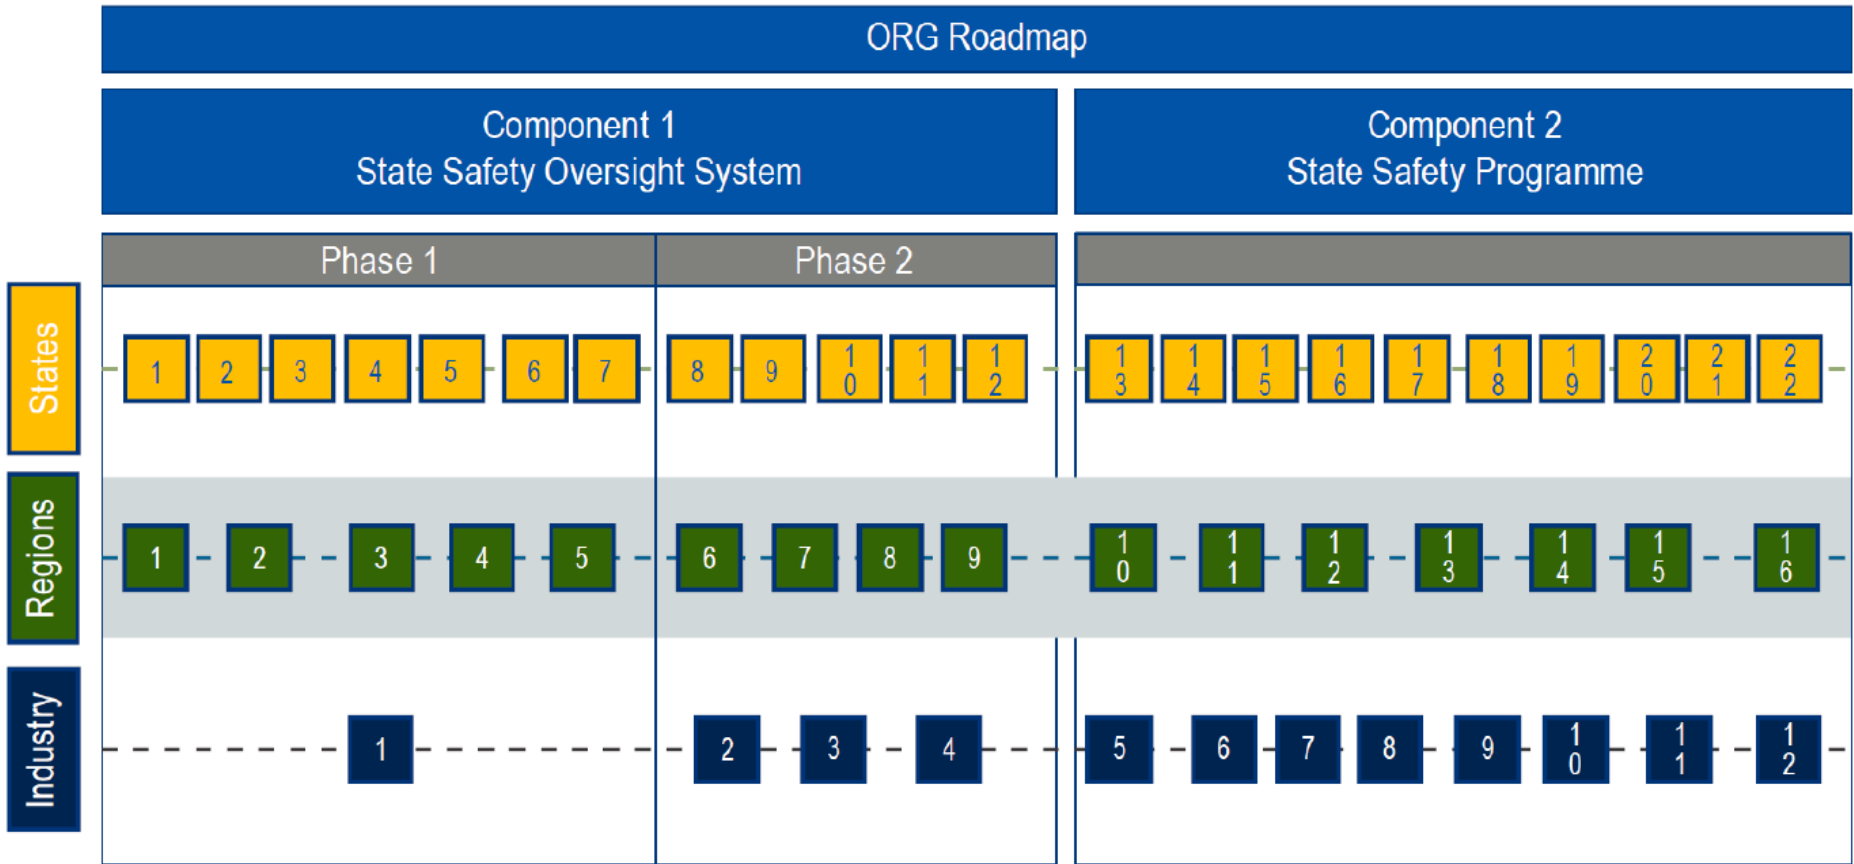 ORG Roadmap
Component 1
State Safety Oversight System
Component 2
State Safety Programme
Phase 1
Phase 2
States
1 2 3 4 5 6 7 8 9 10 11 12 13 14 15 16 17 18 19 20 21 22
Regions
1 2 3 4 5 6 7 8 9 10 11 12 13 14 15 16
Industry
1 2 3 4 5 6 7 8 9 10 11 12